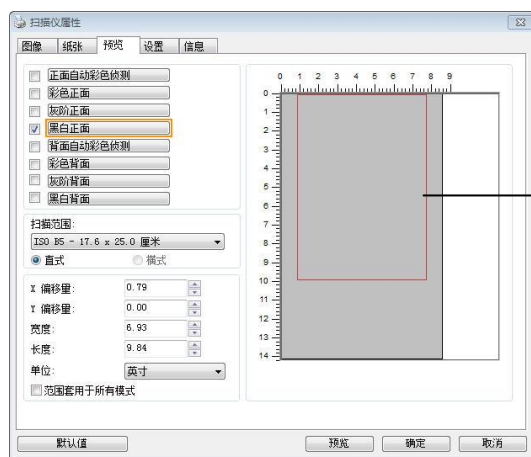 扫描仪属性
图像 纸张 预览 设置 信息
正面自动彩色侦测
彩色正面
灰阶正面
黑白正面
背面自动彩色侦测
彩色背面
灰阶背面
黑白背面
扫描范围:
ISO B5 - 17.6 x 25.0 厘米
直式 横式
X 偏移量: 0.79
Y 偏移量: 0.00
宽度: 6.93
长度: 9.84
单位: 英寸
范围套用于所有模式
0 1 2 3 4 5 6 7 8 9
0
1
2
3
4
5
6
7
8
9
10
11
12
13
14
默认值 预览 确定 取消